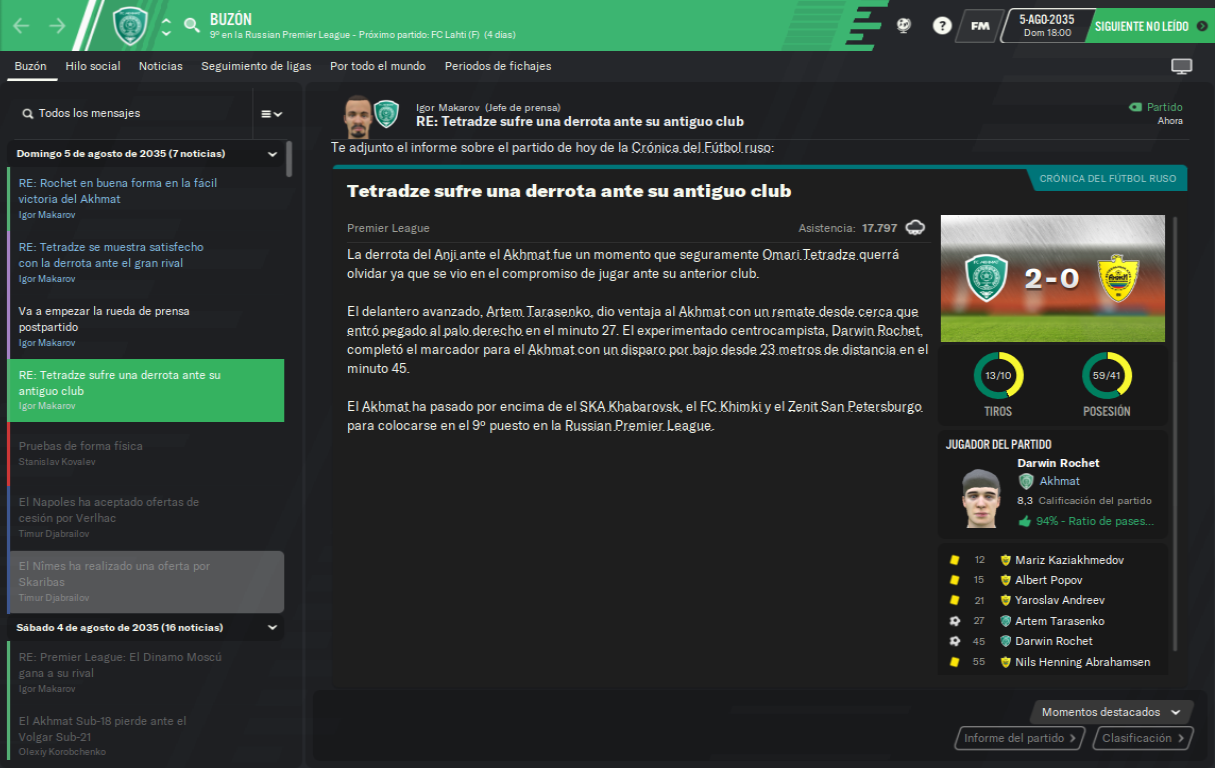 BUZÓN
9º en la Russian Premier League - Próximo partido: FC Lahti (F) (4 días)
?
FM
5-AGO-2035
Dom 18:00
SIGUIENTE NO LEÍDO
Buzón
Hilo social
Noticias
Seguimiento de ligas
Por todo el mundo
Periodos de fichajes
Todos los mensajes
Domingo 5 de agosto de 2035 (7 noticias)
RE: Rochet en buena forma en la fácil
victoria del Akhmat
Igor Makarov
RE: Tetradze se muestra satisfecho
con la derrota ante el gran rival
Igor Makarov
Va a empezar la rueda de prensa
postpartido
Igor Makarov
RE: Tetradze sufre una derrota ante su
antiguo club
Igor Makarov
Pruebas de forma física
Stanislav Kovalev
El Napoles ha aceptado ofertas de
cesión por Verlhac
Timur Djabrailov
El Nîmes ha realizado una oferta por
Skaribas
Timur Djabrailov
Sábado 4 de agosto de 2035 (16 noticias)
RE: Premier League: El Dinamo Moscú
gana a su rival
Igor Makarov
El Akhmat Sub-18 pierde ante el
Volgar Sub-21
Olexiy Korobchenko
Igor Makarov (Jefe de prensa)
RE: Tetradze sufre una derrota ante su antiguo club
Partido
Ahora
Te adjunto el informe sobre el partido de hoy de la Crónica del Fútbol ruso:
CRÓNICA DEL FÚTBOL RUSO
Tetradze sufre una derrota ante su antiguo club
Premier League
Asistencia: 17.797
La derrota del Anji ante el Akhmat fue un momento que seguramente Omari Tetradze querrá
olvidar ya que se vio en el compromiso de jugar ante su anterior club.
El delantero avanzado, Artem Tarasenko, dio ventaja al Akhmat con un remate desde cerca que
entró pegado al palo derecho en el minuto 27. El experimentado centrocampista, Darwin Rochet,
completó el marcador para el Akhmat con un disparo por bajo desde 23 metros de distancia en el
minuto 45.
El Akhmat ha pasado por encima de el SKA Khabarovsk, el FC Khimki y el Zenit San Petersburgo
para colocarse en el 9º puesto en la Russian Premier League.
2-0
13/10
TIROS
59/41
POSESIÓN
JUGADOR DEL PARTIDO
Darwin Rochet
Akhmat
8,3 Calificación del partido
94% - Ratio de pases...
12 Mariz Kaziakhmedov
15 Albert Popov
21 Yaroslav Andreev
27 Artem Tarasenko
45 Darwin Rochet
55 Nils Henning Abrahamsen
Momentos destacados
Informe del partido
Clasificación